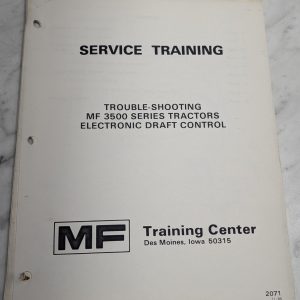 SERVICE TRAINING
TROUBLE-SHOOTING
MF 3500 SERIES TRACTORS
ELECTRONIC DRAFT CONTROL
MF Training Center
Des Moines, Iowa 50315
2071